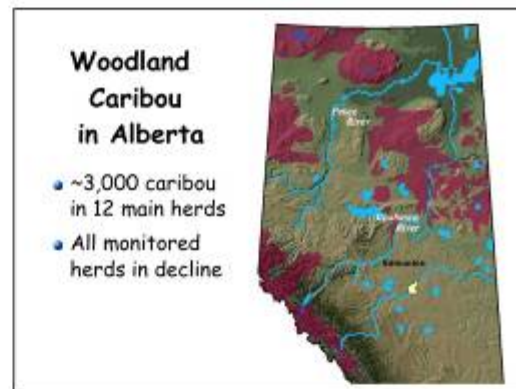 Woodland
Caribou
in Alberta
~3,000 caribou
in 12 main herds
All monitored
herds in decline
Peace
River
River
Edmonton